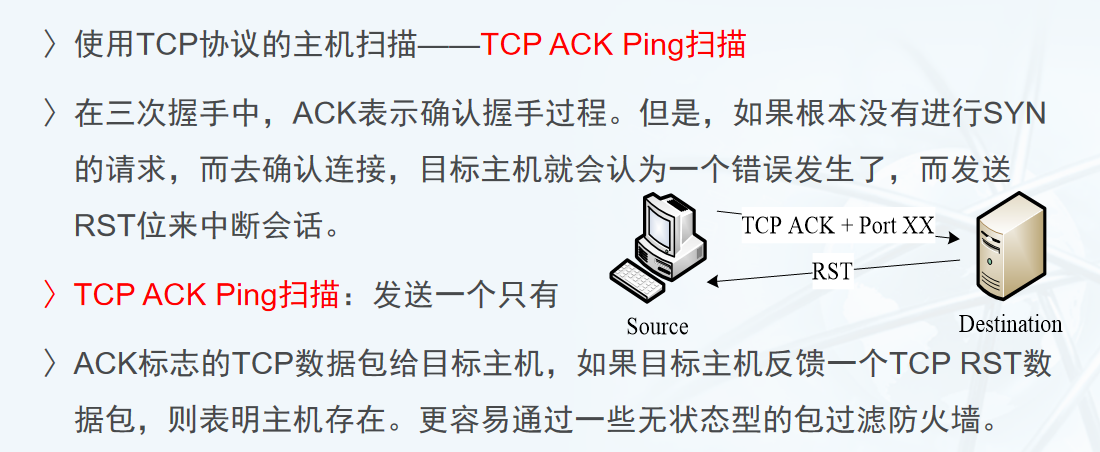 〉使用TCP协议的主机扫描——TCP ACK Ping扫描
〉在三次握手中，ACK表示确认握手过程。但是，如果根本没有进行SYN
的请求，而去确认连接，目标主机就会认为一个错误发生了，而发送
RST位来中断会话。
TCP ACK + Port XX
RST
Source
Destination
〉TCP ACK Ping扫描：发送一个只有
〉ACK标志的TCP数据包给目标主机，如果目标主机反馈一个TCP RST数
据包，则表明主机存在。更容易通过一些无状态型的包过滤防火墙。